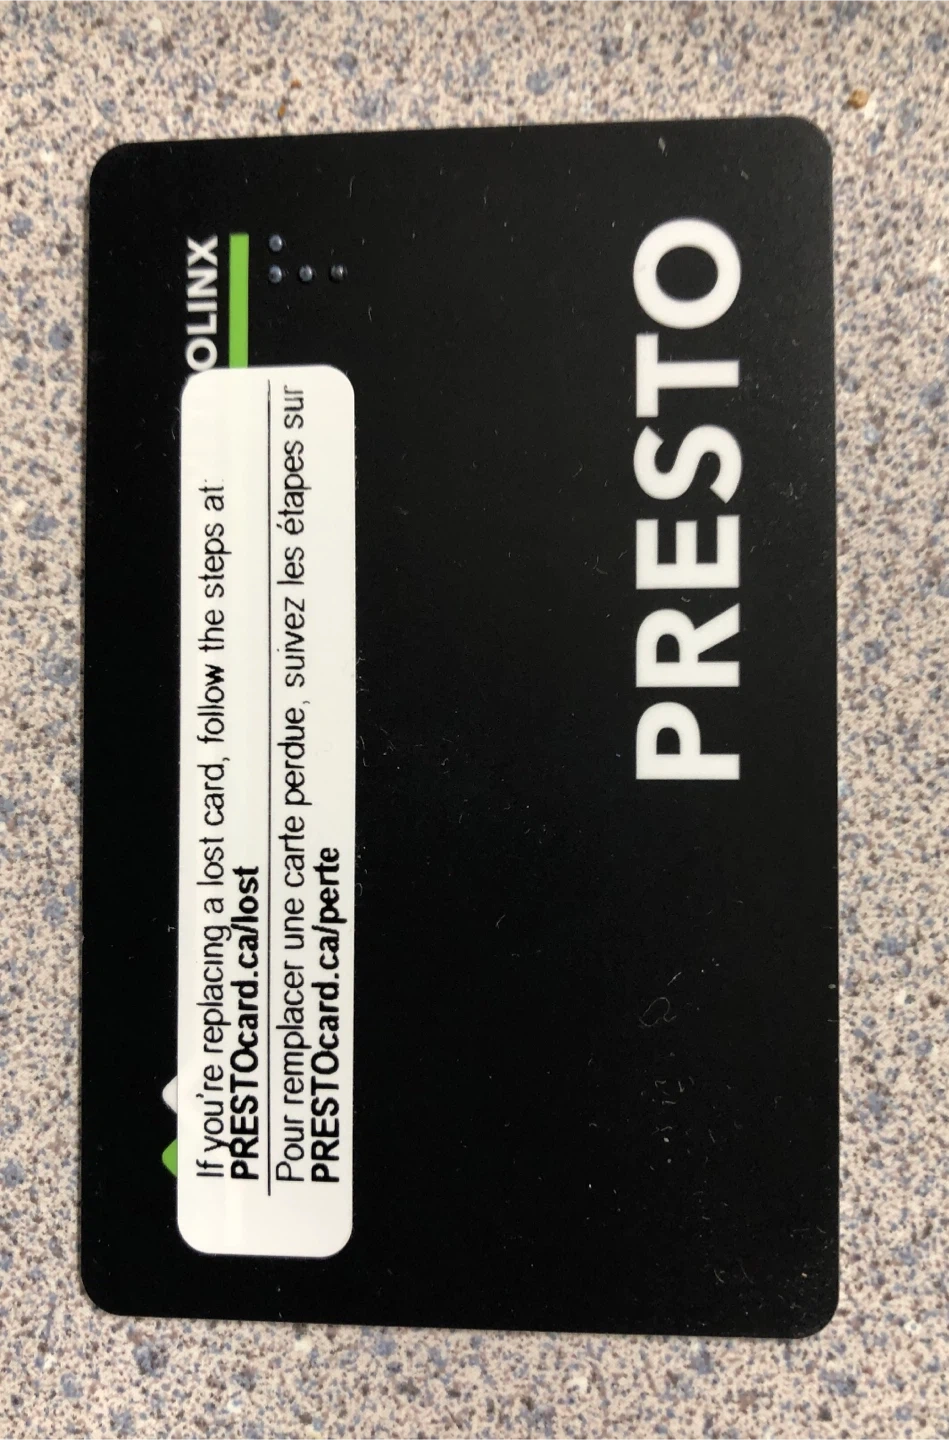 OLINX
If you're replacing a lost card, follow the steps at:
PRESTOcard.ca/lost
Pour remplacer une carte perdue, suivez les étapes sur
PRESTOcard.ca/perte
PRESTO